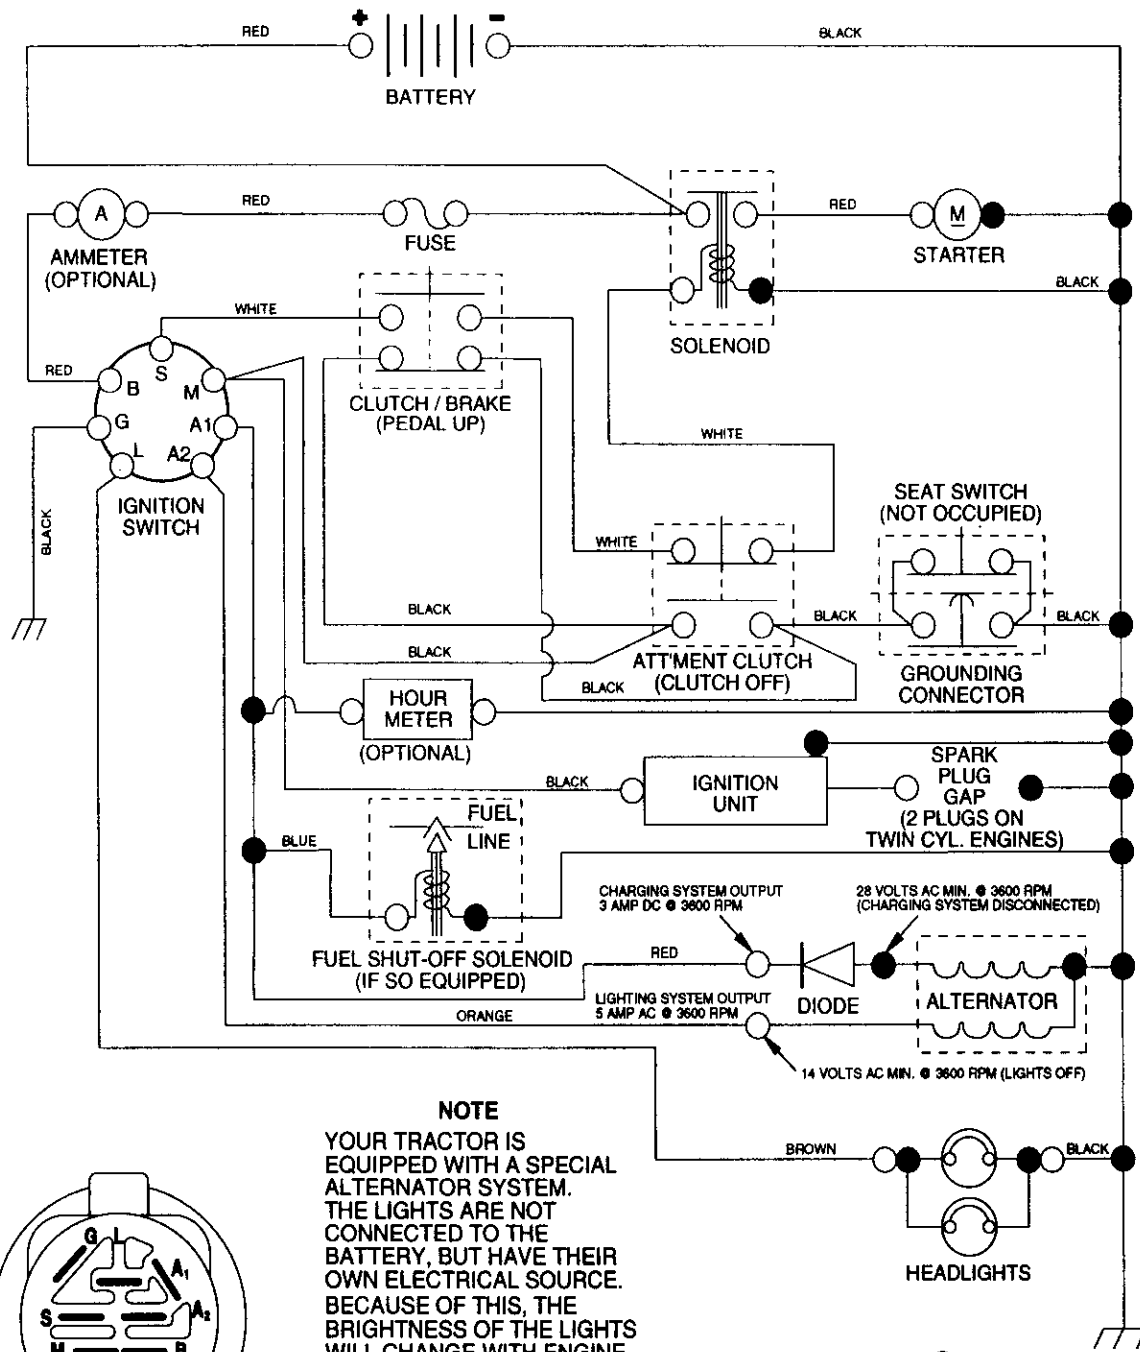 +
-
RED
BLACK
BATTERY
A
RED
FUSE
AMMETER
(OPTIONAL)
RED
M
STARTER
BLACK
SOLENOID
WHITE
RED
S
B
M
G
A1
L
A2
IGNITION
SWITCH
BLACK
CLUTCH / BRAKE
(PEDAL UP)
WHITE
SEAT SWITCH
(NOT OCCUPIED)
WHITE
BLACK
BLACK
BLACK
BLACK
BLACK
ATT'MENT CLUTCH
(CLUTCH OFF)
GROUNDING
CONNECTOR
HOUR
METER
(OPTIONAL)
BLACK
IGNITION
UNIT
SPARK
PLUG
GAP
(2 PLUGS ON
TWIN CYL. ENGINES)
BLUE
FUEL
LINE
FUEL SHUT-OFF SOLENOID
(IF SO EQUIPPED)
CHARGING SYSTEM OUTPUT
3 AMP DC @ 3600 RPM
28 VOLTS AC MIN. @ 3600 RPM
(CHARGING SYSTEM DISCONNECTED)
RED
DIODE
ALTERNATOR
ORANGE
LIGHTING SYSTEM OUTPUT
5 AMP AC @ 3600 RPM
14 VOLTS AC MIN. @ 3600 RPM (LIGHTS OFF)
BROWN
BLACK
HEADLIGHTS
NOTE
YOUR TRACTOR IS
EQUIPPED WITH A SPECIAL
ALTERNATOR SYSTEM.
THE LIGHTS ARE NOT
CONNECTED TO THE
BATTERY, BUT HAVE THEIR
OWN ELECTRICAL SOURCE.
BECAUSE OF THIS, THE
BRIGHTNESS OF THE LIGHTS
WILL CHANGE WITH ENGINE
G
L
A1
S
A2
M
B